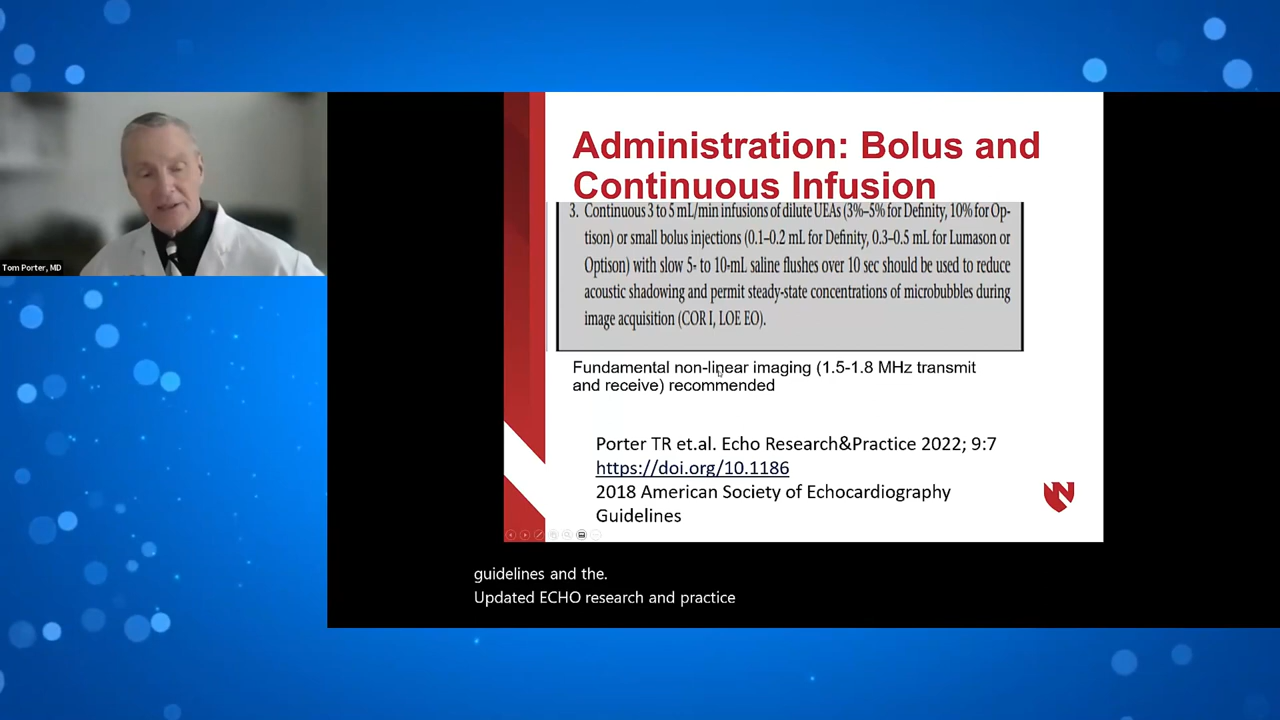 Tom Porter, MD
Administration: Bolus and
Continuous Infusion
3. Continuous 3 to 5 mL/min infusions of dilute UEAs (3%–5% for Definity, 10% for Op-
tison) or small bolus injections (0.1–0.2 mL for Definity, 0.3–0.5 mL for Lumason or
Optison) with slow 5- to 10-mL saline flushes over 10 sec should be used to reduce
acoustic shadowing and permit steady-state concentrations of microbubbles during
image acquisition (COR I, LOE EO).
Fundamental non-linear imaging (1.5-1.8 MHz transmit
and receive) recommended
Porter TR et.al. Echo Research&Practice 2022; 9:7
https://doi.org/10.1186
2018 American Society of Echocardiography
Guidelines
N
guidelines and the.
Updated ECHO research and practice